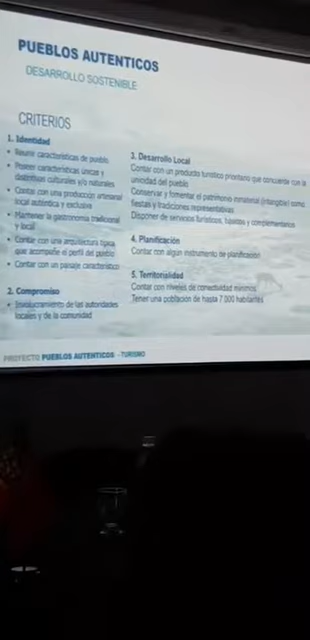 PUEBLOS AUTENTICOS
DESARROLLO SOSTENIBLE
CRITERIOS
1. Identidad
• Reunir características de pueblo
• Poseer características únicas y
distintivas culturales y/o naturales
• Contar con una producción artesanal
local auténtica y exclusiva
• Mantener la gastronomía tradicional
y local
• Contar con una arquitectura típica
que acompañe el perfil del pueblo
• Contar con un paisaje característico
2. Compromiso
• Involucramiento de las autoridades
locales y de la comunidad
3. Desarrollo Local
Contar con un producto turístico prioritario que concuerde con la
unicidad del pueblo
Conservar y fomentar el patrimonio inmaterial (intangible) como
fiestas y tradiciones representativas
Disponer de servicios turísticos, básicos y complementarios
4. Planificación
Contar con algún instrumento de planificación
5. Territorialidad
Contar con niveles de conectividad mínimos
Tener una población de hasta 7.000 habitantes
PROYECTO PUEBLOS AUTENTICOS - TURISMO